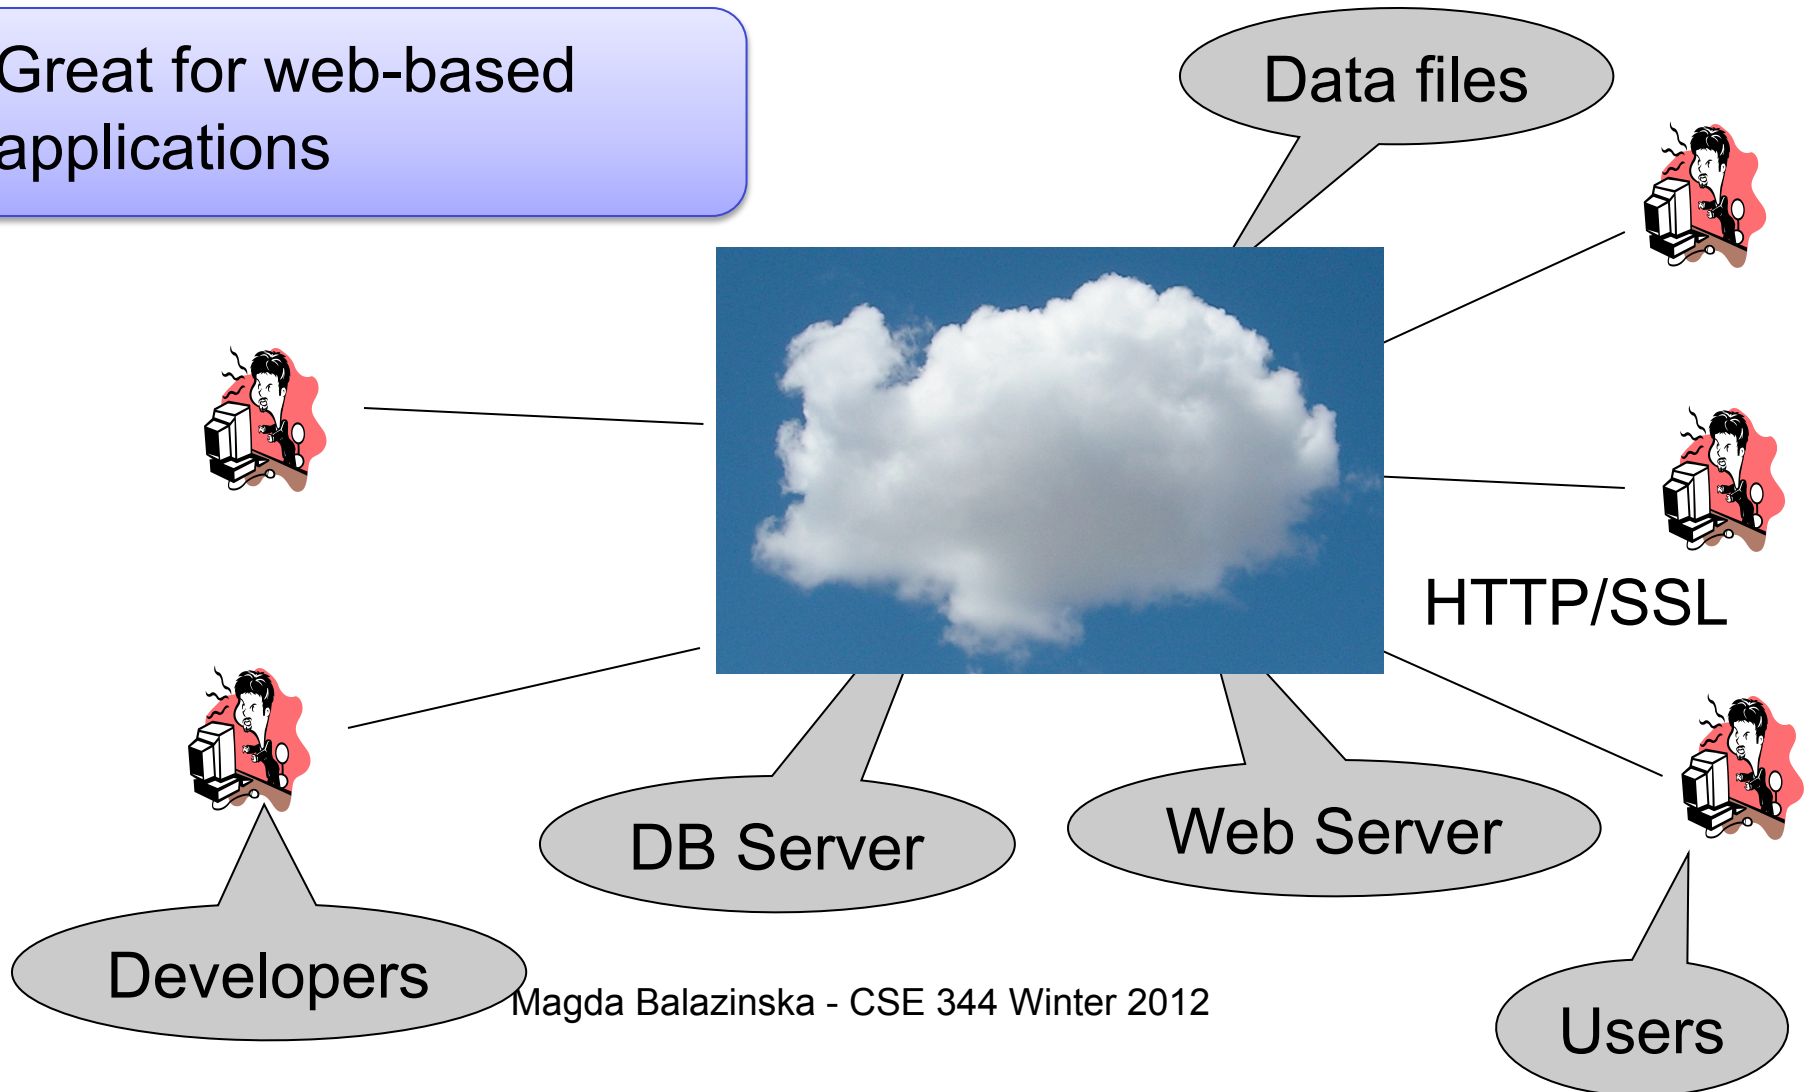 Great for web-based
applications
Data files
HTTP/SSL
DB Server
Web Server
Developers
Magda Balazinska - CSE 344 Winter 2012
Users